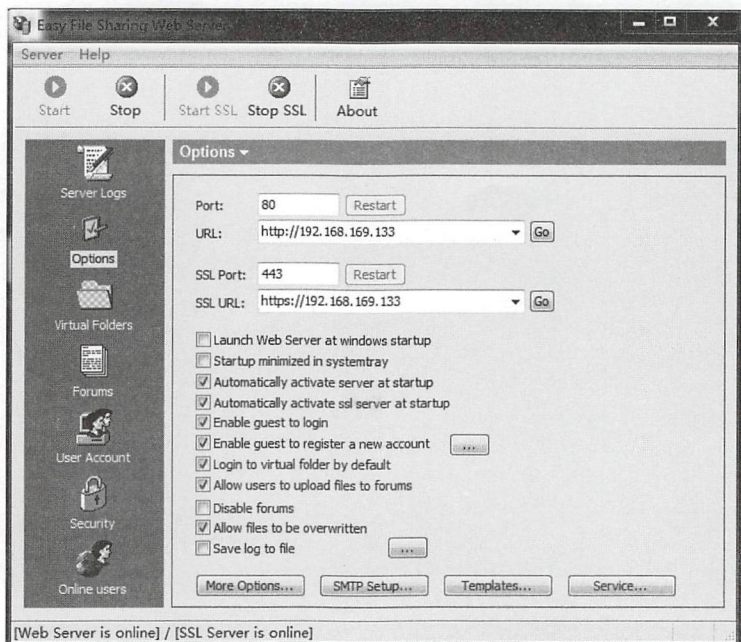 Easy File Sharing Web Server
Server Help
Start Stop Start SSL Stop SSL About
Server Logs
Options
Virtual Folders
Forums
User Account
Security
Online users
Options
Port: 80 Restart
URL: http://192.168.169.133 Go
SSL Port: 443 Restart
SSL URL: https://192.168.169.133 Go
Launch Web Server at windows startup
Startup minimized in systemtray
Automatically activate server at startup
Automatically activate ssl server at startup
Enable guest to login
Enable guest to register a new account ...
Login to virtual folder by default
Allow users to upload files to forums
Disable forums
Allow files to be overwritten
Save log to file ...
More Options... SMTP Setup... Templates... Service...
[Web Server is online] / [SSL Server is online]